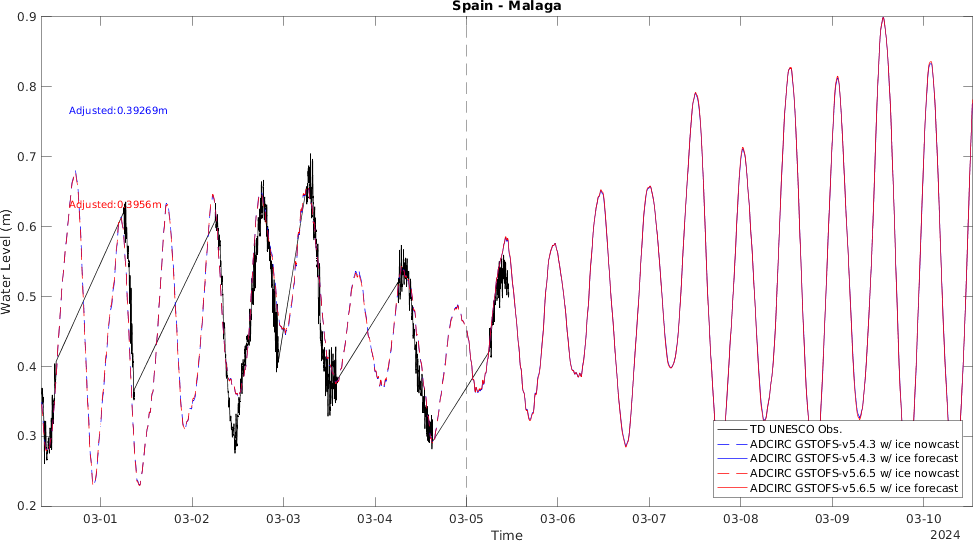 Spain - Malaga
0.9
0.8
0.7
0.6
0.5
0.4
0.3
0.2
Water Level (m)
Adjusted:0.39269m
Adjusted:0.3956m
TD UNESCO Obs.
ADCIRC GSTOFS-v5.4.3 w/ ice nowcast
ADCIRC GSTOFS-v5.4.3 w/ ice forecast
ADCIRC GSTOFS-v5.6.5 w/ ice nowcast
ADCIRC GSTOFS-v5.6.5 w/ ice forecast
03-01 03-02 03-03 03-04 03-05 03-06 03-07 03-08 03-09 03-10
Time
2024